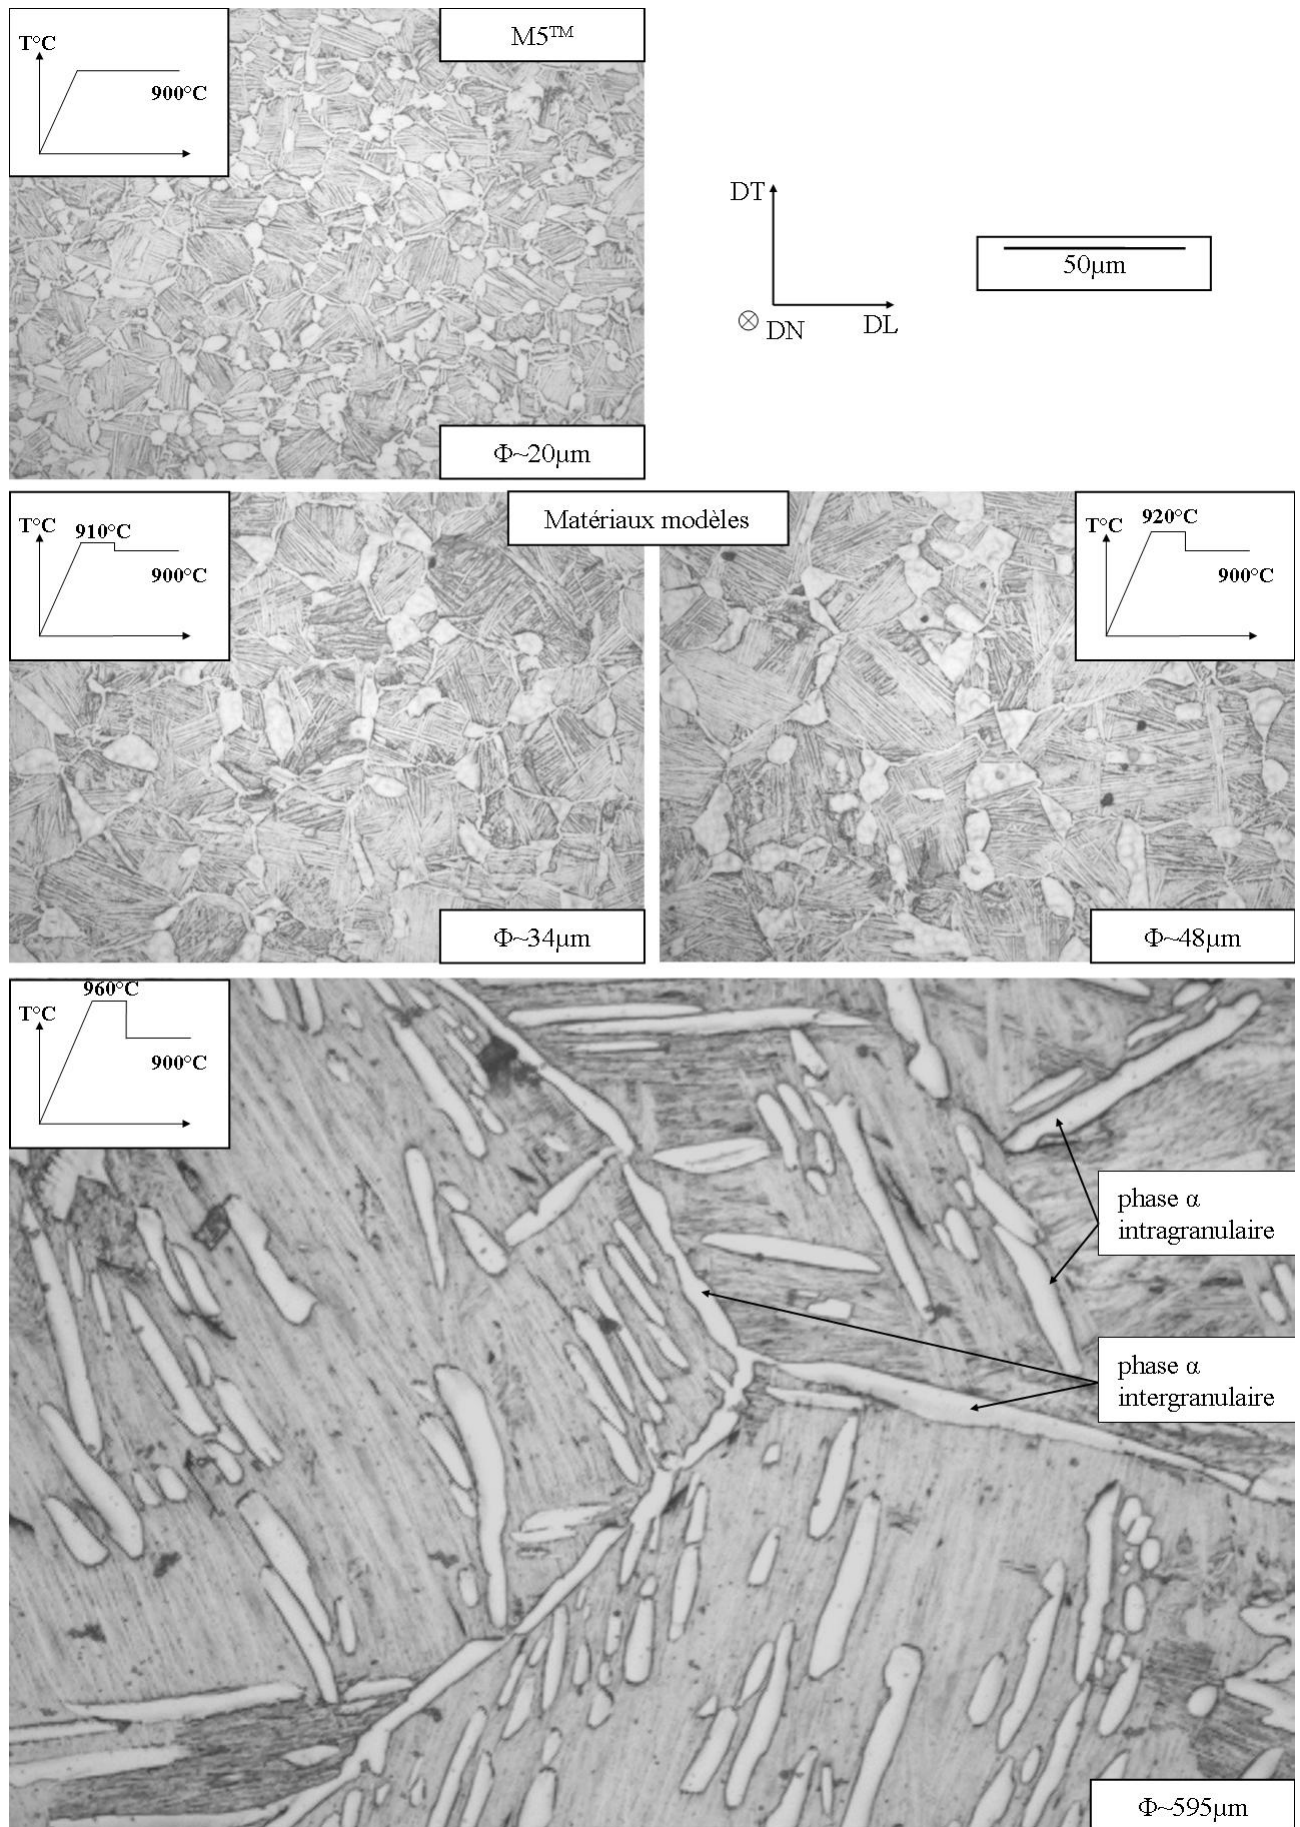 T°C
900°C
M5TM
Φ~20µm
DT
DN
DL
50µm
T°C
910°C
900°C
Matériaux modèles
T°C
920°C
900°C
Φ~34µm
Φ~48µm
T°C
960°C
900°C
phase α
intragranulaire
phase α
intergranulaire
Φ~595µm